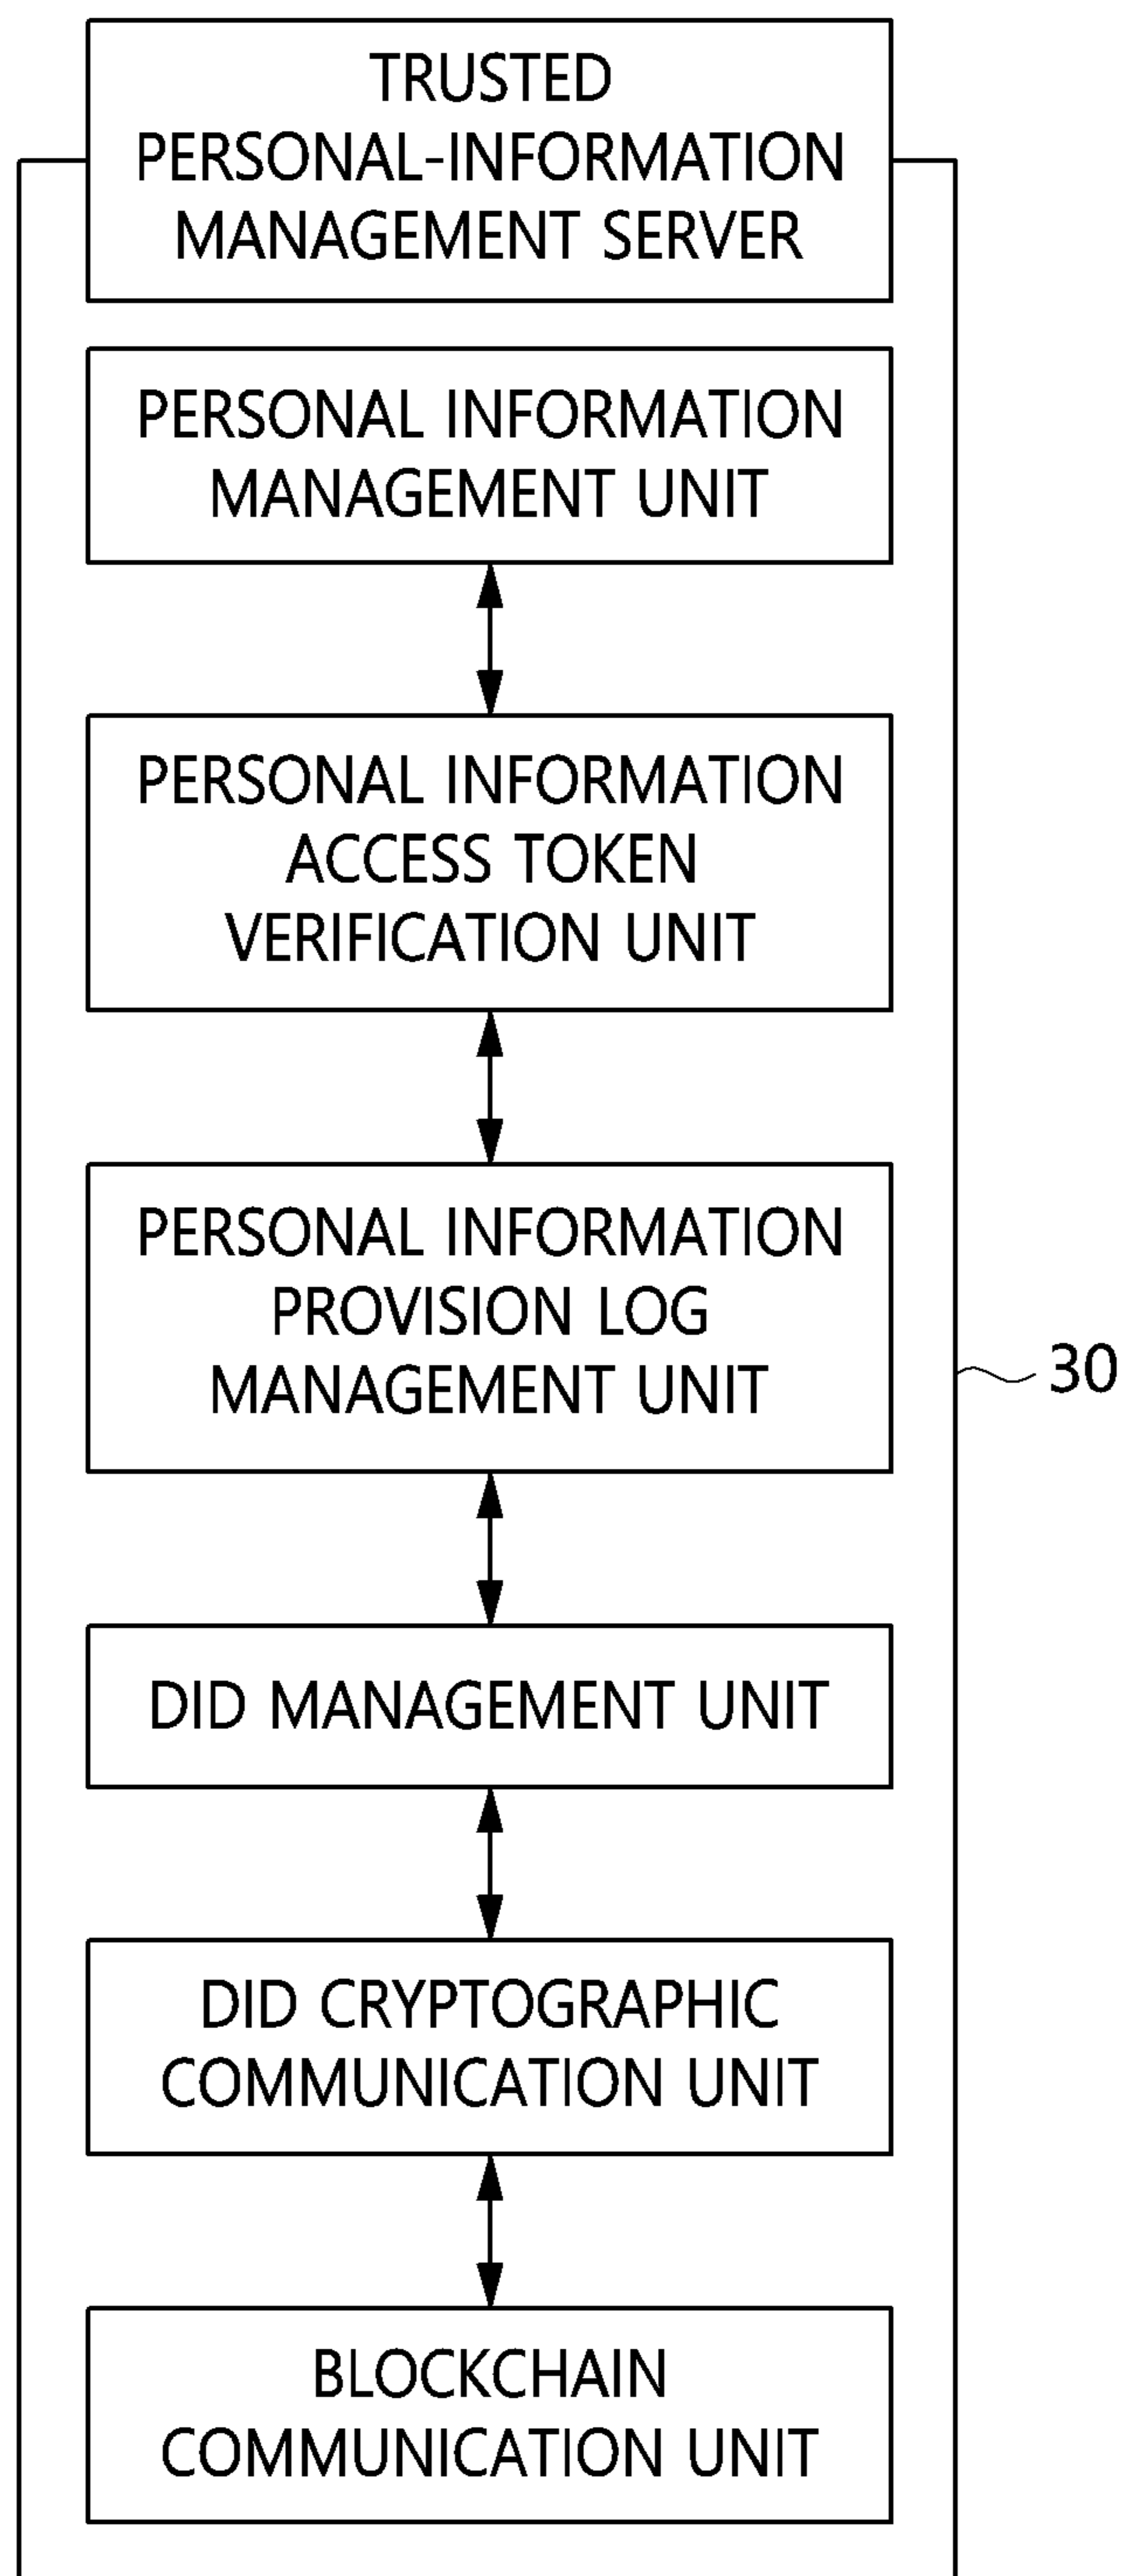 TRUSTED
PERSONAL-INFORMATION
MANAGEMENT SERVER
PERSONAL INFORMATION
MANAGEMENT UNIT
PERSONAL INFORMATION
ACCESS TOKEN
VERIFICATION UNIT
PERSONAL INFORMATION
PROVISION LOG
MANAGEMENT UNIT
30
DID MANAGEMENT UNIT
DID CRYPTOGRAPHIC
COMMUNICATION UNIT
BLOCKCHAIN
COMMUNICATION UNIT